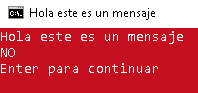 C:\. Hola este es un mensaje
Hola este es un mensaje
NO
Enter para continuar